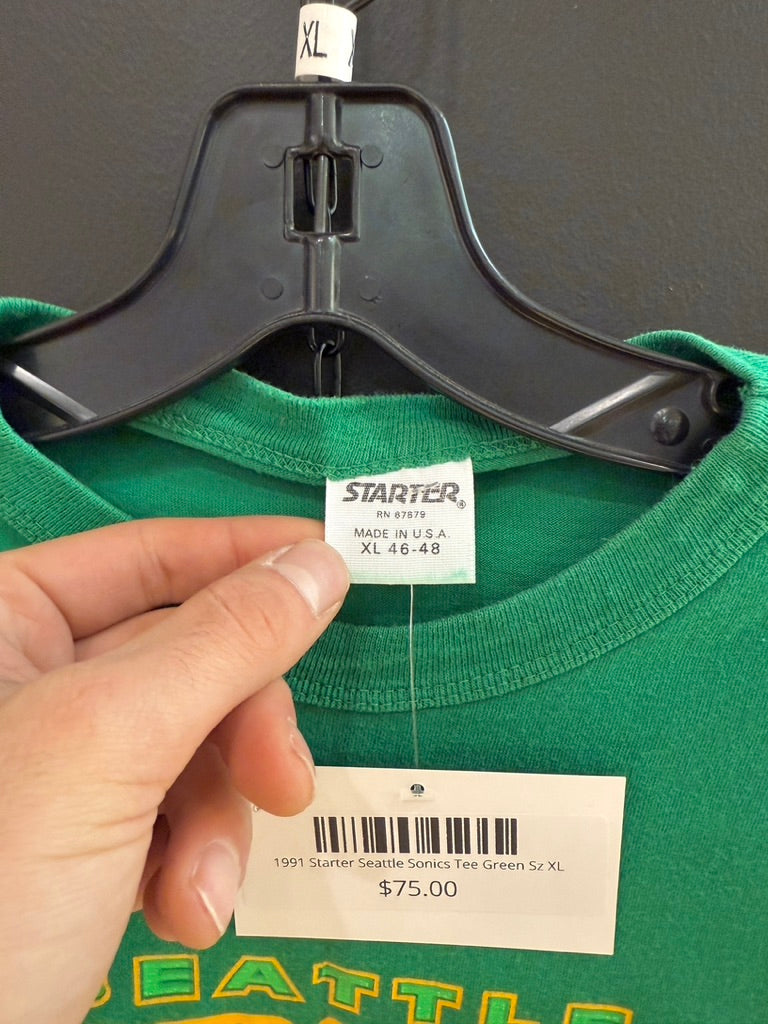 XL
STARTER®
RN 67879
MADE IN U.S.A.
XL 46-48
1991 Starter Seattle Sonics Tee Green Sz XL
$75.00
SEATTLE